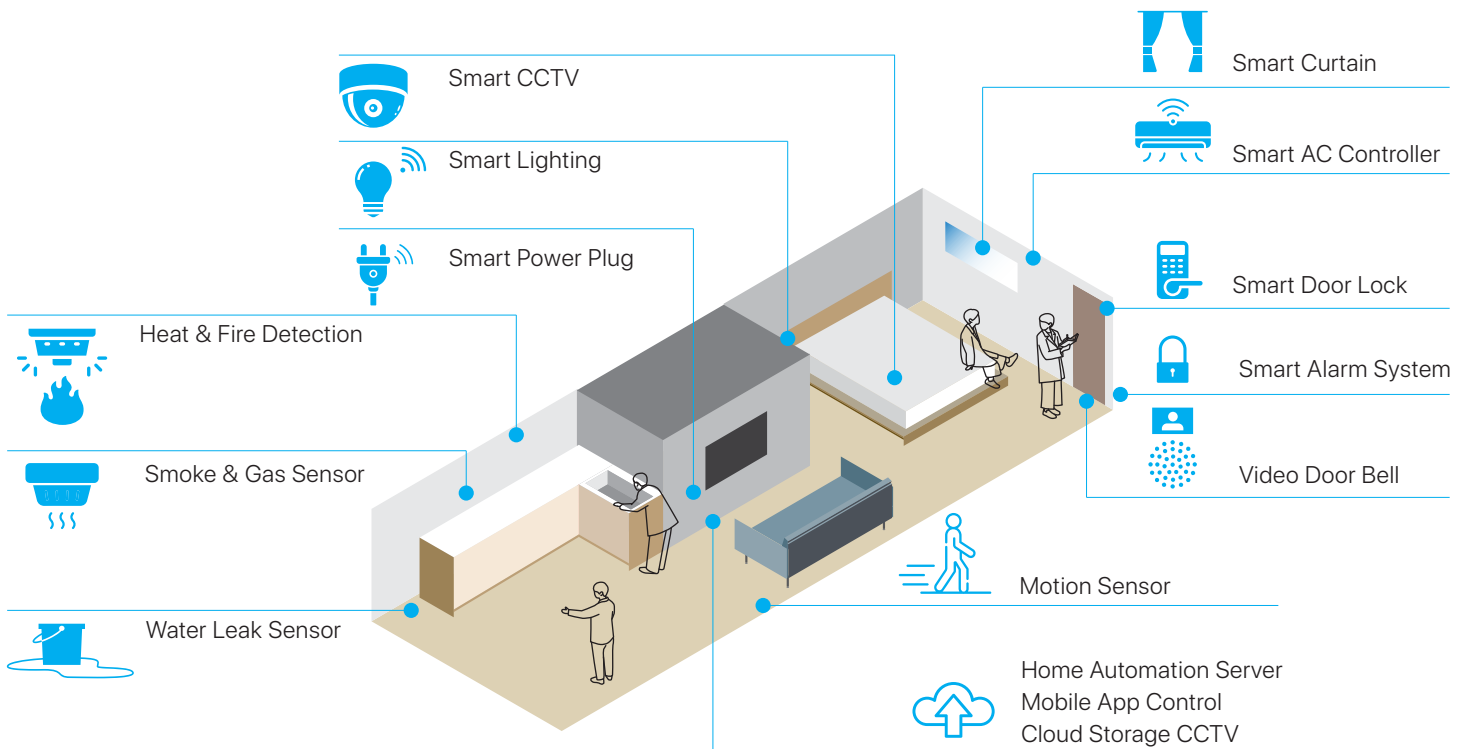 Smart CCTV
Smart Lighting
Smart Power Plug
Heat & Fire Detection
Smoke & Gas Sensor
Water Leak Sensor
Smart Curtain
Smart AC Controller
Smart Door Lock
Smart Alarm System
Video Door Bell
Motion Sensor
Home Automation Server
Mobile App Control
Cloud Storage CCTV